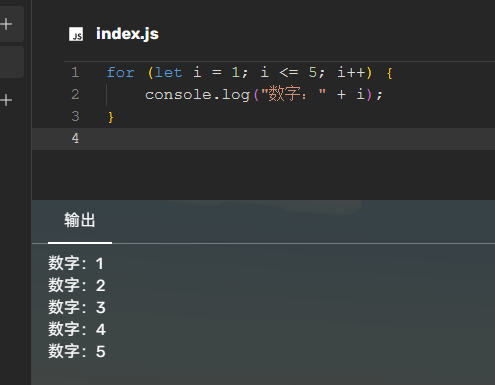 index.js
1 for (let i = 1; i <= 5; i++) {
2     console.log("数字：" + i);
3 }
4
输出
数字：1
数字：2
数字：3
数字：4
数字：5